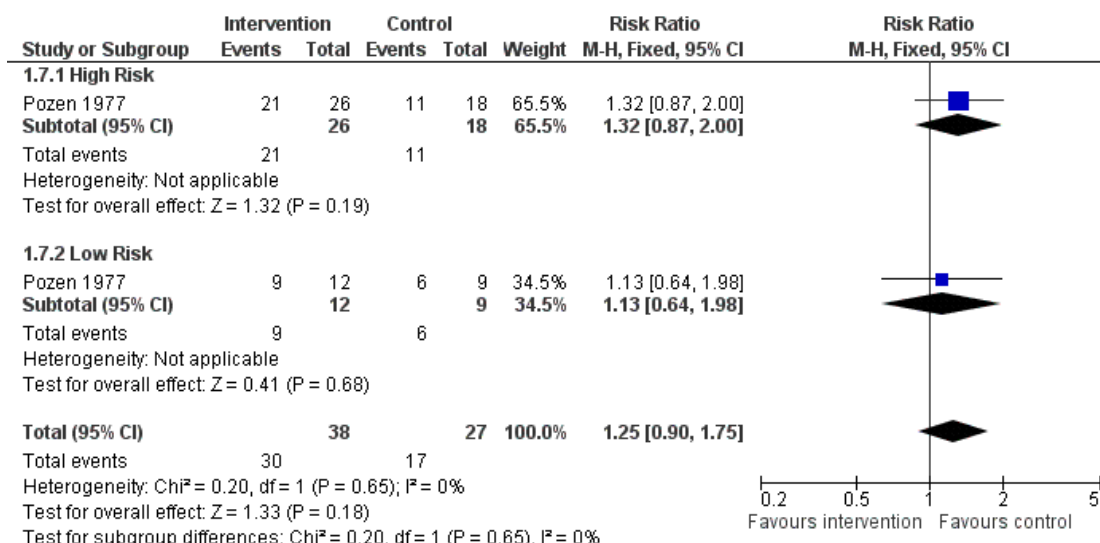 Intervention Control Risk Ratio Risk Ratio
Study or Subgroup Events Total Events Total Weight M-H, Fixed, 95% CI M-H, Fixed, 95% CI
1.7.1 High Risk
Pozen 1977 21 26 11 18 65.5% 1.32 [0.87, 2.00]
Subtotal (95% CI) 26 18 65.5% 1.32 [0.87, 2.00]
Total events 21 11
Heterogeneity: Not applicable
Test for overall effect: Z = 1.32 (P = 0.19)
1.7.2 Low Risk
Pozen 1977 9 12 6 9 34.5% 1.13 [0.64, 1.98]
Subtotal (95% CI) 12 9 34.5% 1.13 [0.64, 1.98]
Total events 9 6
Heterogeneity: Not applicable
Test for overall effect: Z = 0.41 (P = 0.68)
Total (95% CI) 38 27 100.0% 1.25 [0.90, 1.75]
Total events 30 17
Heterogeneity: Chi² = 0.20, df = 1 (P = 0.65); I² = 0%
Test for overall effect: Z = 1.33 (P = 0.18)
Test for subgroup differences: Chi² = 0.20, df = 1 (P = 0.65), I² = 0%
0.2 0.5 1 2 5
Favours intervention Favours control